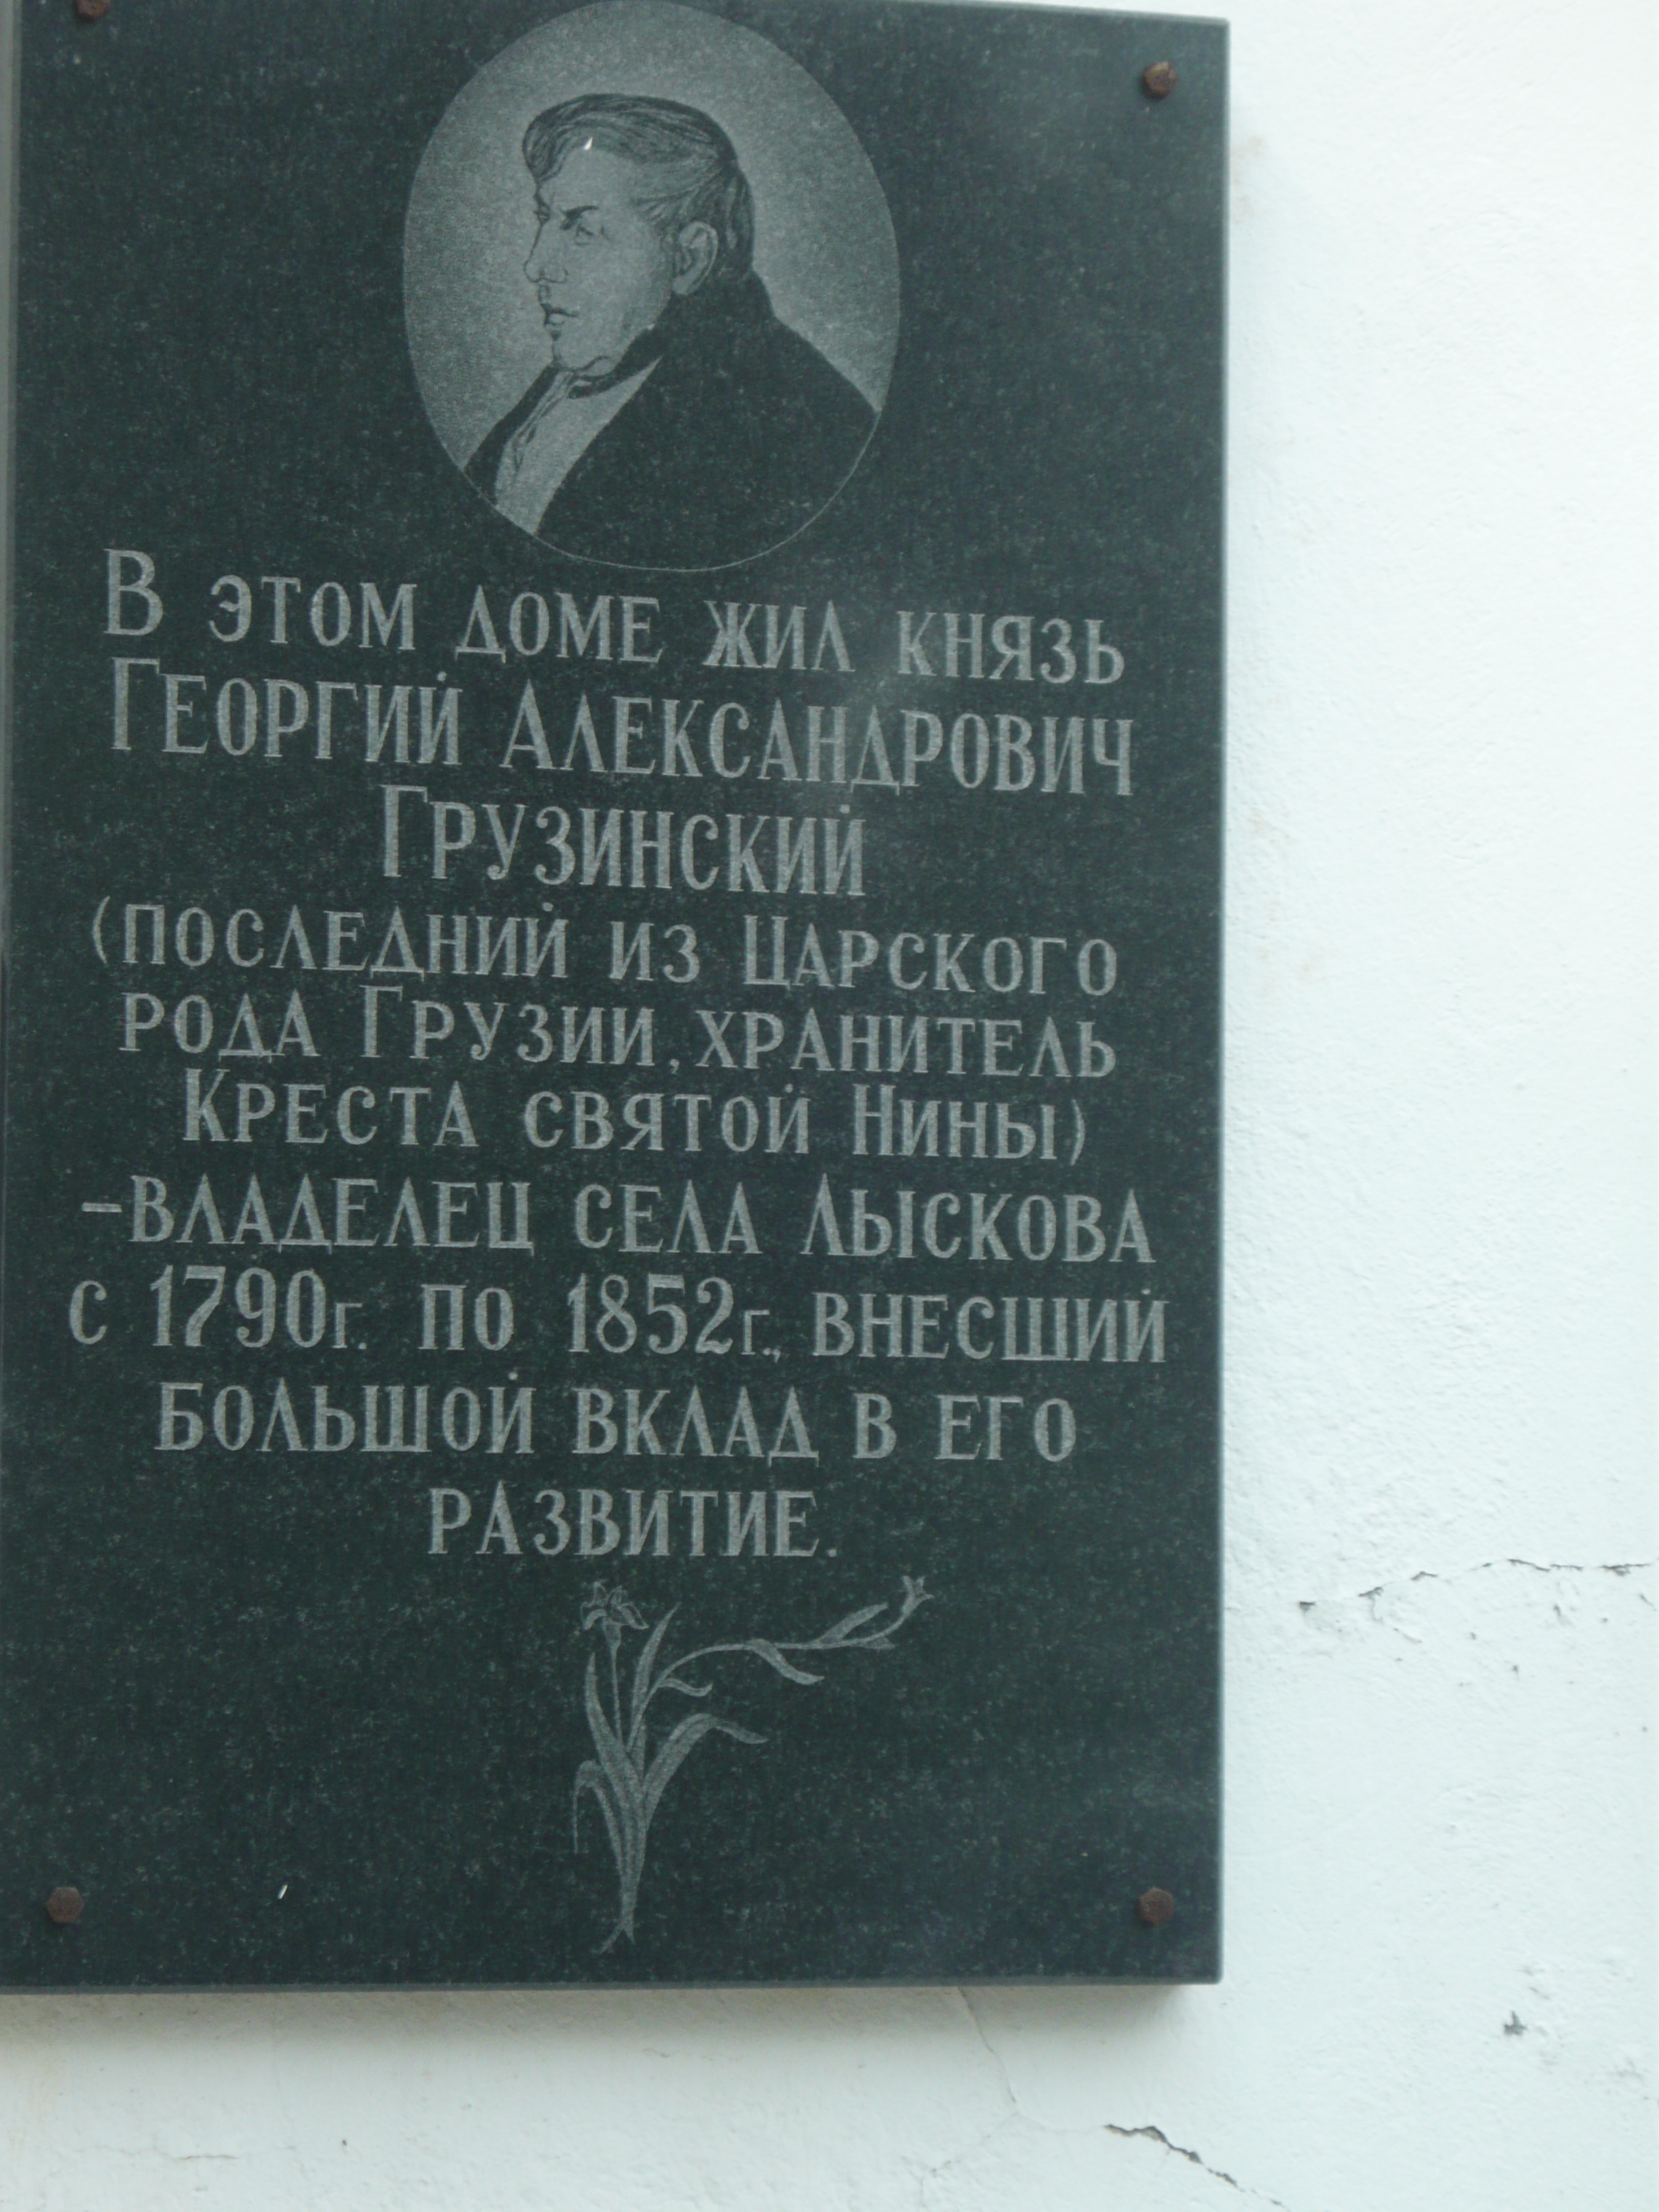 В ЭТОМ ДОМЕ ЖИЛ КНЯЗЬ
ГЕОРГИЙ АЛЕКСАНДРОВИЧ
ГРУЗИНСКИЙ
(ПОСЛЕДНИЙ ИЗ ЦАРСКОГО
РОДА ГРУЗИИ, ХРАНИТЕЛЬ
КРЕСТА СВЯТОЙ НИНЫ)
-ВЛАДЕЛЕЦ СЕЛА ЛЫСКОВА
С 1790г. ПО 1852г., ВНЕСШИЙ
БОЛЬШОЙ ВКЛАД В ЕГО
РАЗВИТИЕ.